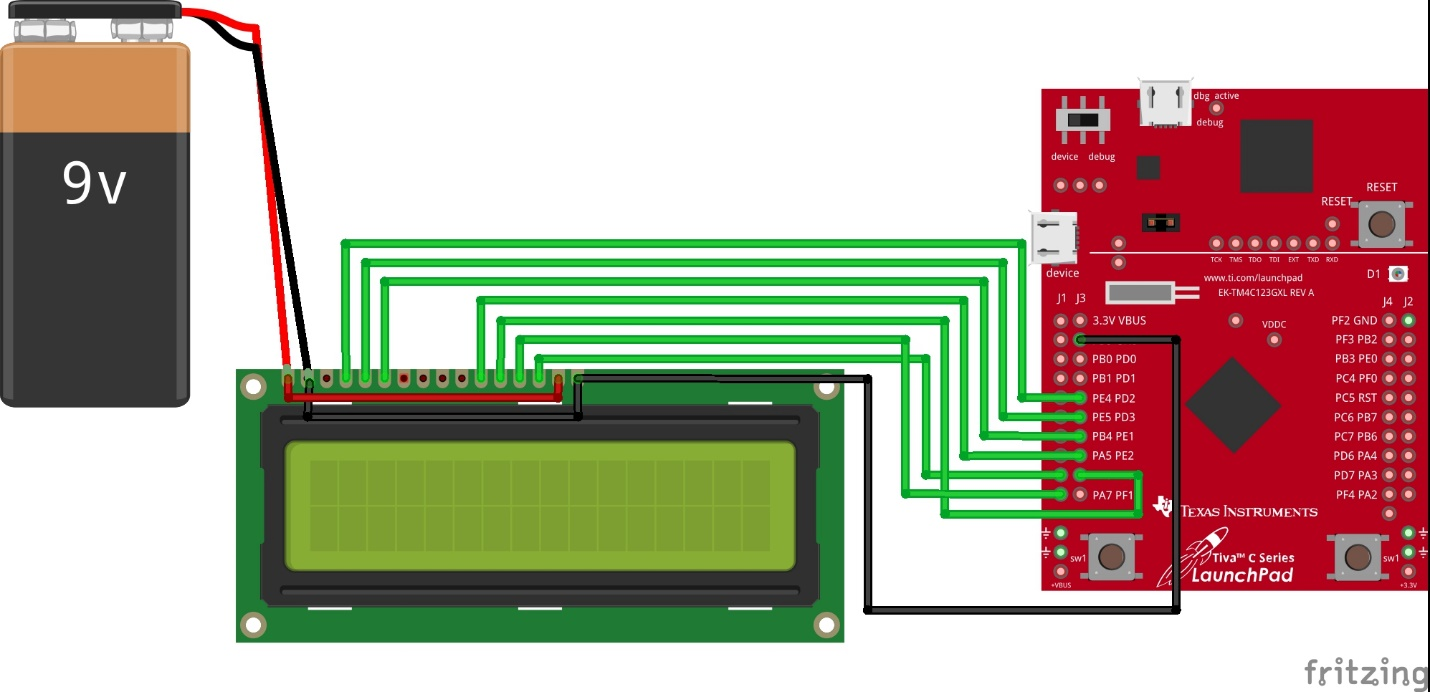 9v
dbg active
debug
device debug
RESET
RESET
TCK TMS TDO TDI EXT TXD RXD
device
www.ti.com/launchpad
EK-TM4C123GXL REV A
D1
J1 J3
J4 J2
3.3V VBUS
VDDC
PF2 GND
PF3 PB2
PB0 PD0
PB3 PE0
PB1 PD1
PC4 PF0
PE4 PD2
PC5 RST
PE5 PD3
PC6 PB7
PB4 PE1
PC7 PB6
PA5 PE2
PD6 PA4
PD7 PA3
PA7 PF1
PF4 PA2
TEXAS INSTRUMENTS
sw1
Tiva™ C Series
sw1
LaunchPad
+VBUS
+3.3V
fritzing